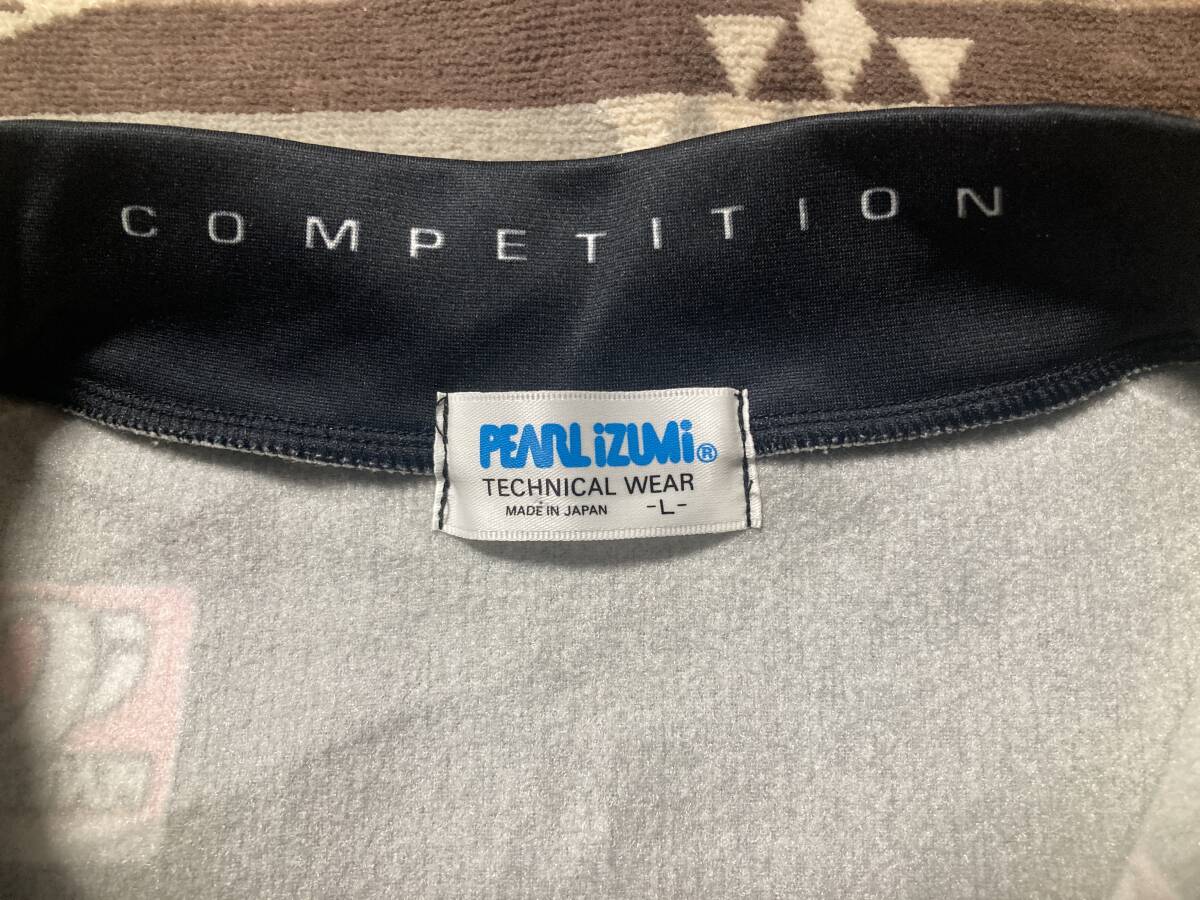 COMPETITION
PEARL iZUMi®
TECHNICAL WEAR
MADE IN JAPAN -L-